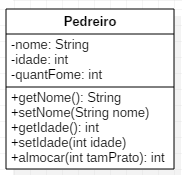 Pedreiro
-nome: String
-idade: int
-quantFome: int
+getNome(): String
+setNome(String nome)
+getIdade(): int
+setIdade(int idade)
+almocar(int tamPrato): int